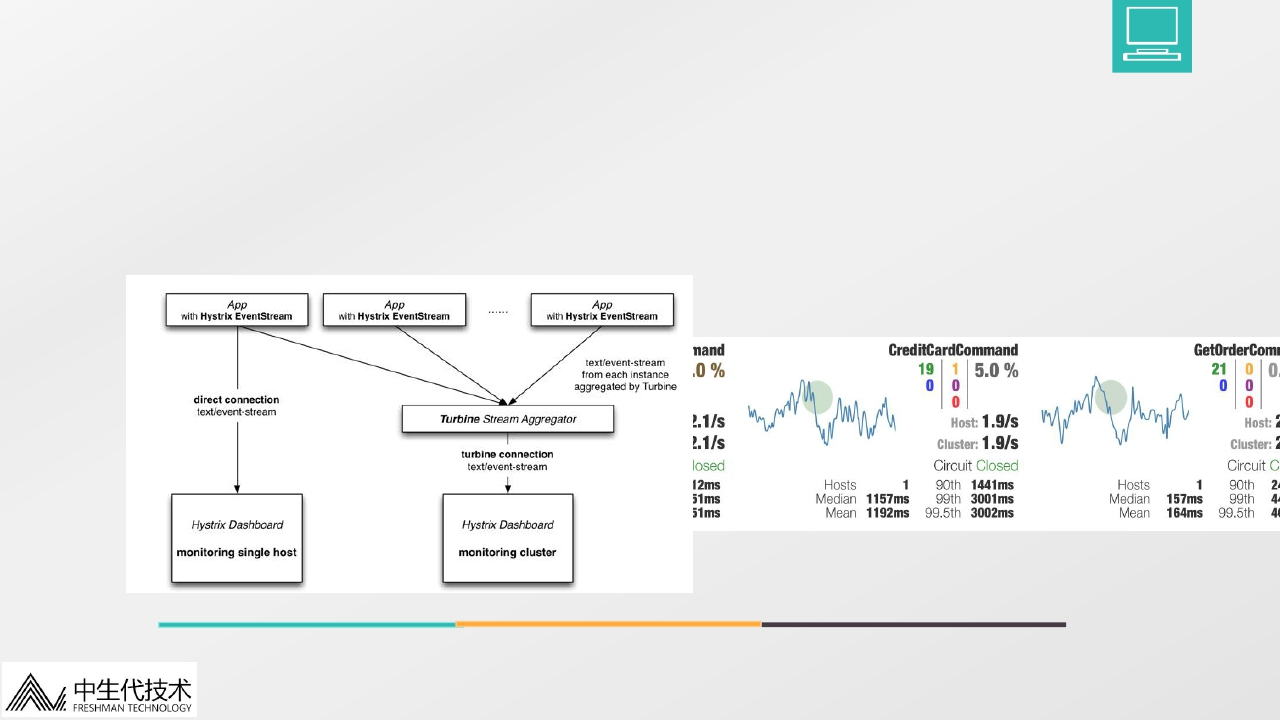 App
with Hystrix EventStream
App
with Hystrix EventStream
......
App
with Hystrix EventStream
text/event-stream
from each instance
aggregated by Turbine
direct connection
text/event-stream
Turbine Stream Aggregator
turbine connection
text/event-stream
Hystrix Dashboard
monitoring single host
Hystrix Dashboard
monitoring cluster
CreditCardCommand
19 1 5.0 %
0 0
0
Host: 1.9/s
Cluster: 1.9/s
Circuit Closed
Hosts 1 90th 1441ms
Median 1157ms 99th 3001ms
Mean 1192ms 99.5th 3002ms
21 0
0 0
0
Host:
Cluster:
Circuit
Hosts 1 90th
Median 157ms 99th
Mean 164ms 99.5th
中生代技术
FRESHMAN TECHNOLOGY